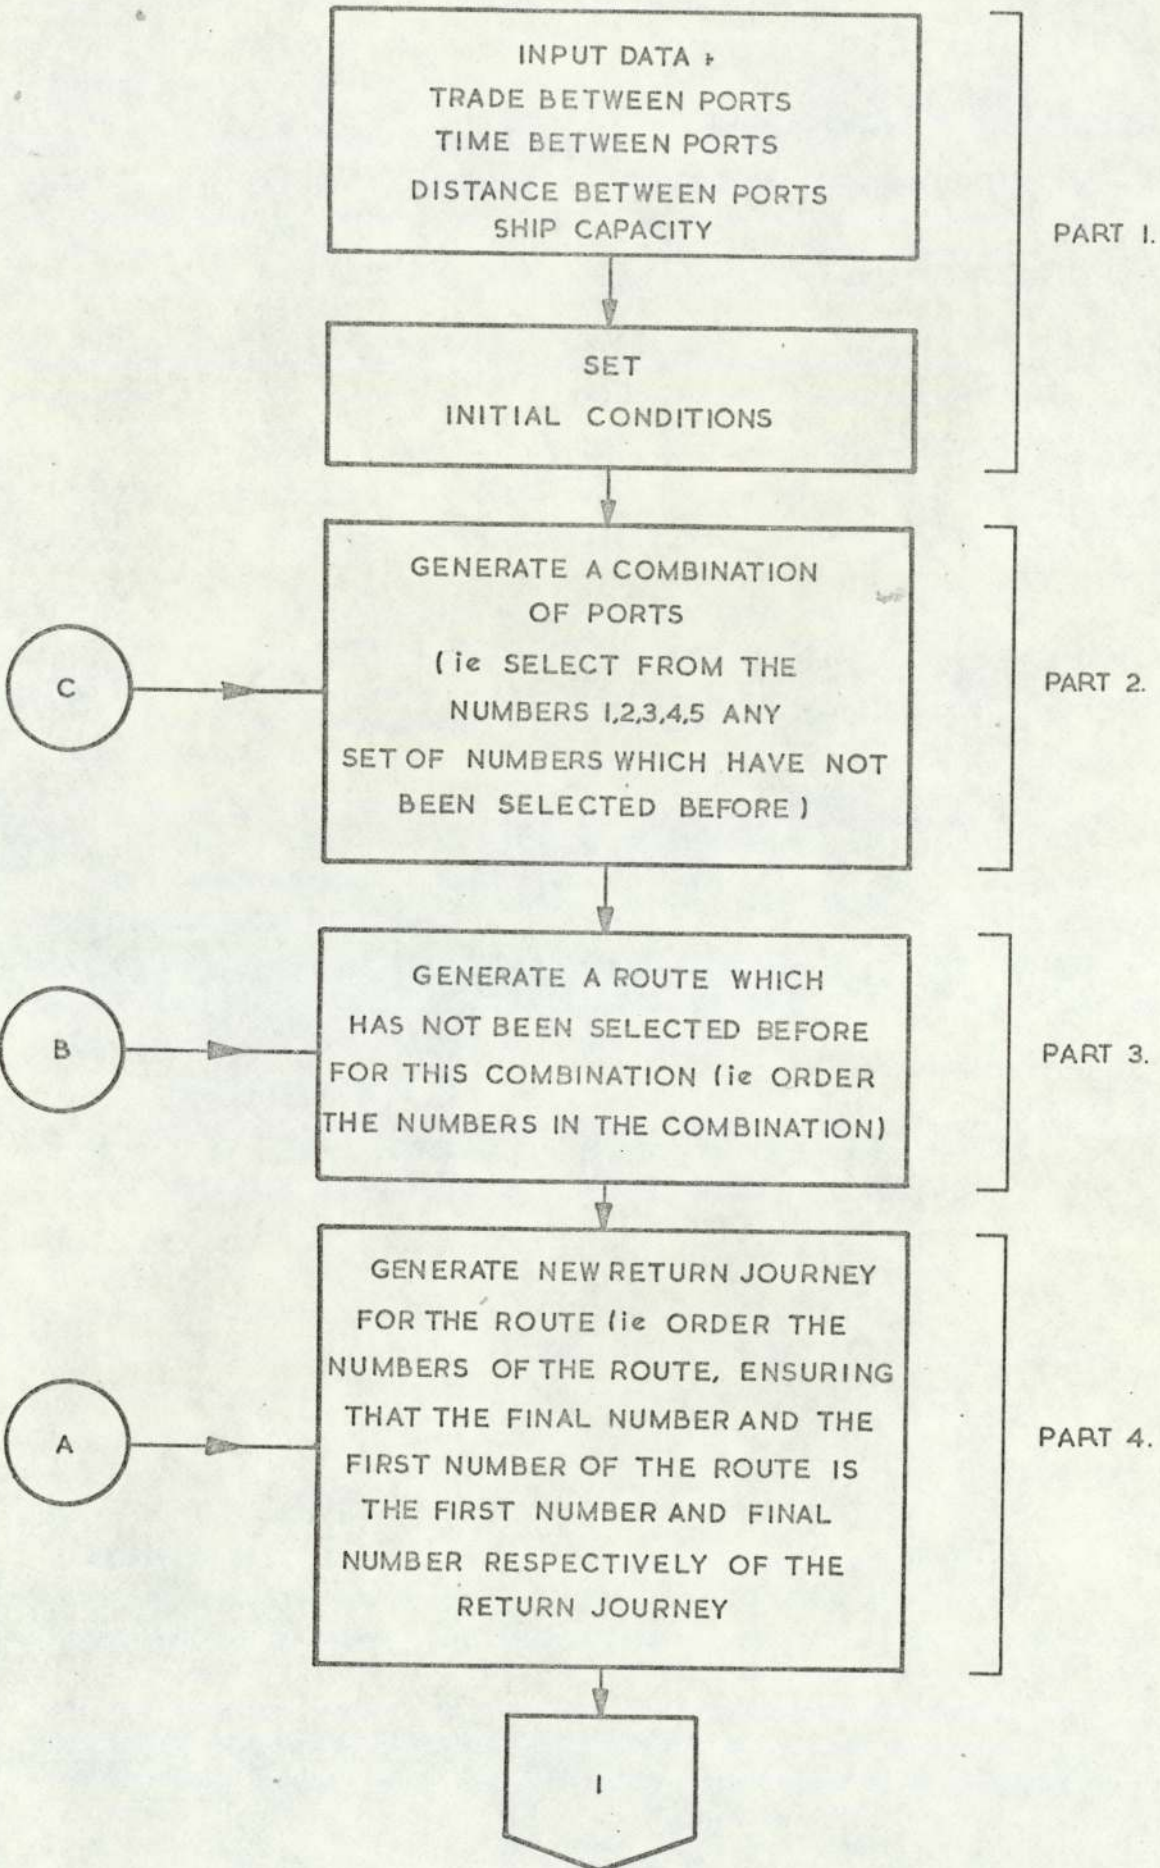 INPUT DATA :
TRADE BETWEEN PORTS
TIME BETWEEN PORTS
DISTANCE BETWEEN PORTS
SHIP CAPACITY
PART 1.
SET
INITIAL CONDITIONS
GENERATE A COMBINATION
OF PORTS
(ie SELECT FROM THE
NUMBERS 1,2,3,4,5 ANY
SET OF NUMBERS WHICH HAVE NOT
BEEN SELECTED BEFORE)
C
PART 2.
GENERATE A ROUTE WHICH
HAS NOT BEEN SELECTED BEFORE
FOR THIS COMBINATION (ie ORDER
THE NUMBERS IN THE COMBINATION)
B
PART 3.
GENERATE NEW RETURN JOURNEY
FOR THE ROUTE (ie ORDER THE
NUMBERS OF THE ROUTE, ENSURING
THAT THE FINAL NUMBER AND THE
FIRST NUMBER OF THE ROUTE IS
THE FIRST NUMBER AND FINAL
NUMBER RESPECTIVELY OF THE
RETURN JOURNEY
A
PART 4.
1